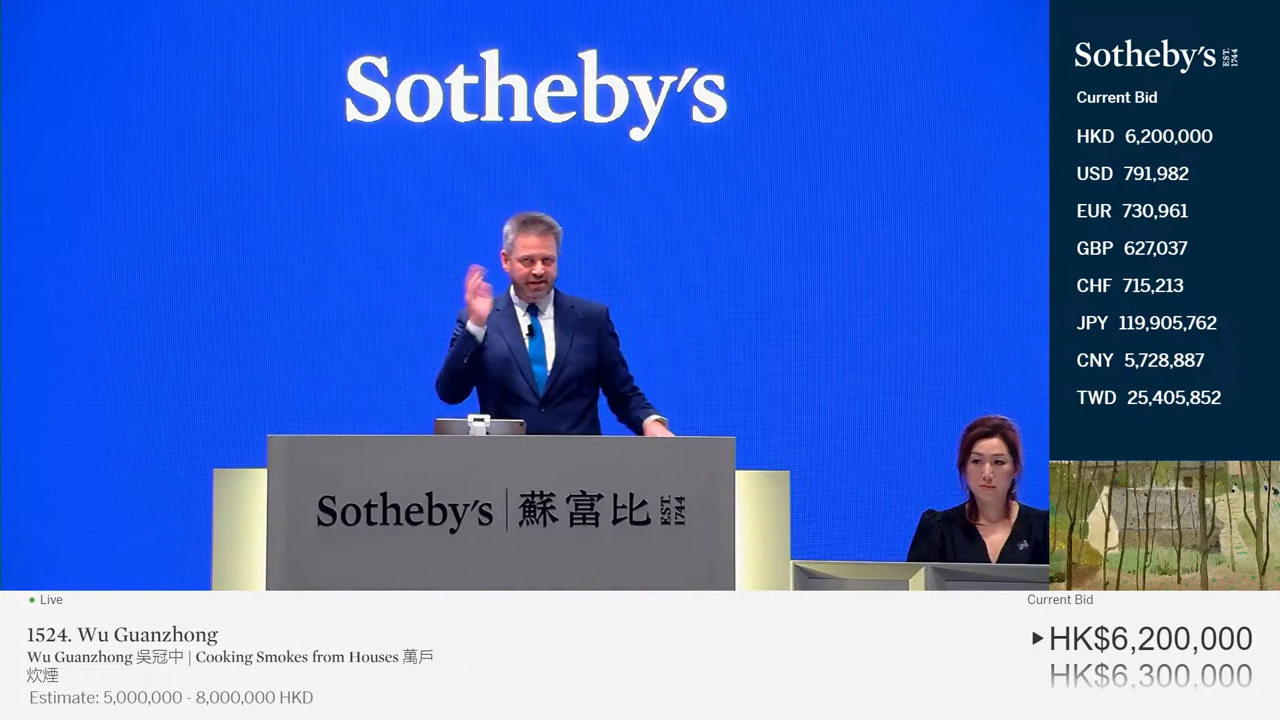 Sotheby's
Sotheby's EST. 1744
Current Bid
HKD 6,200,000
USD 791,982
EUR 730,961
GBP 627,037
CHF 715,213
JPY 119,905,762
CNY 5,728,887
TWD 25,405,852
Sotheby's | 蘇富比 EST. 1744
Live
Current Bid
1524. Wu Guanzhong
Wu Guanzhong 吳冠中 | Cooking Smokes from Houses 萬戶
炊煙
Estimate: 5,000,000 - 8,000,000 HKD
HK$6,200,000
HK$6,300,000